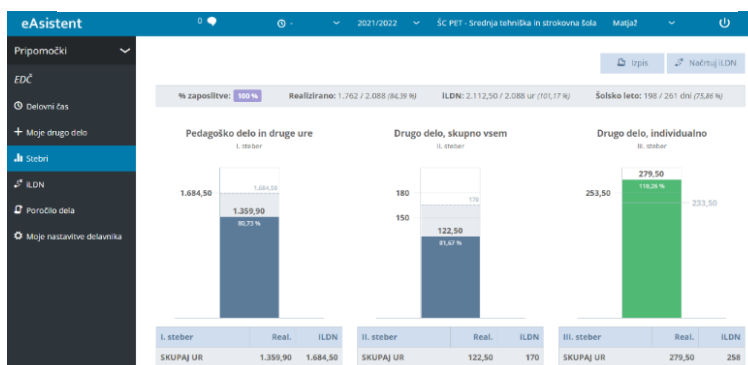 eAsistent 0 - 2021/2022 ŠC PET - Srednja tehniška in strokovna šola Matjaž
Pripomočki
Izpis Načrtuj iLDN
EDČ
% zaposlitve: 100 % Realizirano: 1.762 / 2.088 ur (84,39 %) iLDN: 2.112,50 / 2.088 ur (101,17 %) Šolsko leto: 198 / 261 dni (75,86 %)
Delovni čas
Moje drugo delo
Stebri
iLDN
Poročilo dela
Moje nastavitve delavnika
Pedagoško delo in druge ure
I. steber
1.684,50
1.684,50
1.359,90
80,73 %
Drugo delo, skupno vsem
II. steber
180
170
150
122,50
81,67 %
Drugo delo, individualno
III. steber
279,50
110,26 %
253,50
233,50
I. steber Real. iLDN
SKUPAJ UR 1.359,90 1.684,50
II. steber Real. iLDN
SKUPAJ UR 122,50 170
III. steber Real. iLDN
SKUPAJ UR 279,50 258